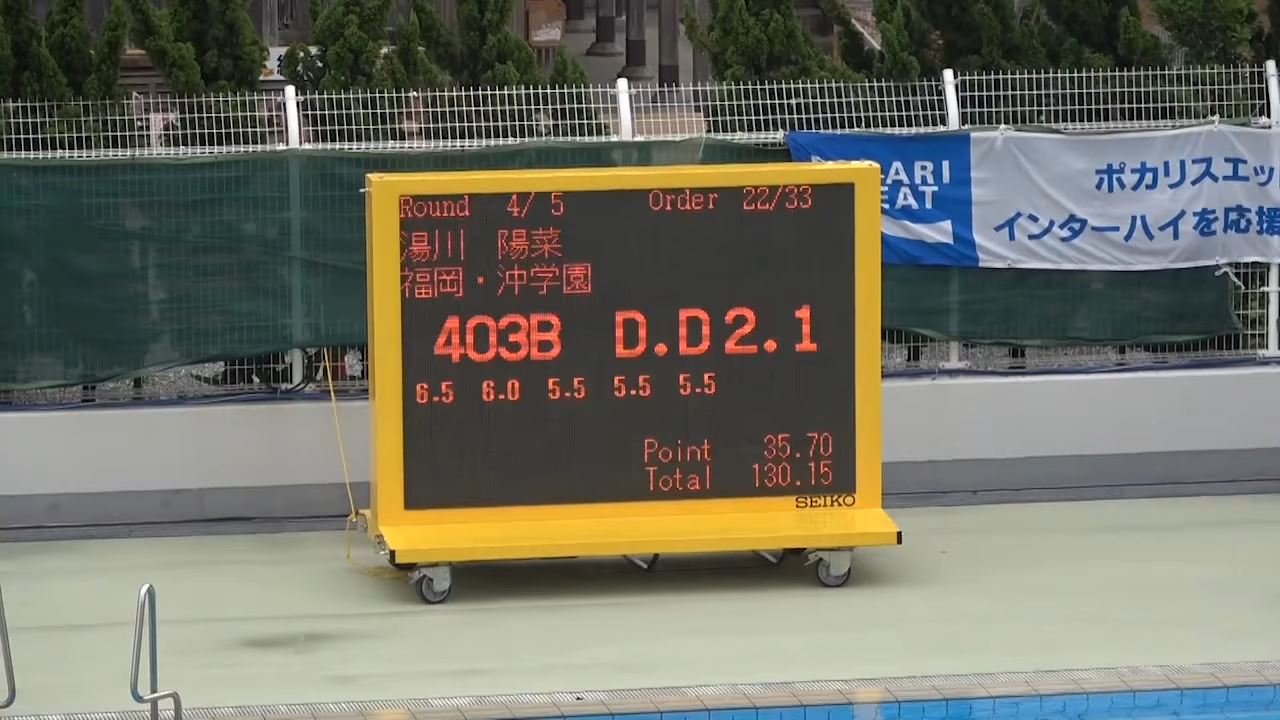 Round 4/ 5 Order 22/33
湯川 陽菜
福岡・沖学園
403B D.D 2.1
6.5 6.0 5.5 5.5 5.5
Point 35.70
Total 130.15
SEIKO
ポカリスエッ
インターハイを応援